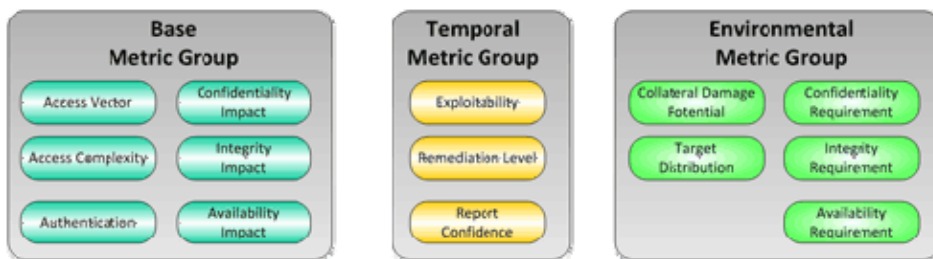 Base
Metric Group
Access Vector
Confidentiality
Impact
Access Complexity
Integrity
Impact
Authentication
Availability
Impact
Temporal
Metric Group
Exploitability
Remediation Level
Report
Confidence
Environmental
Metric Group
Collateral Damage
Potential
Confidentiality
Requirement
Target
Distribution
Integrity
Requirement
Availability
Requirement